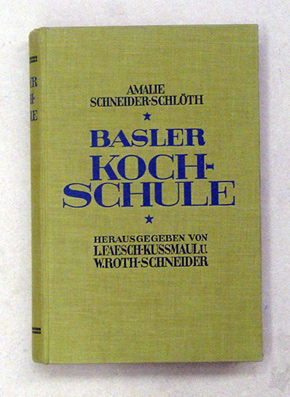 AMALIE
SCHNEIDER-SCHLÖTH
BASLER
KOCH-
SCHULE
HERAUSGEGEBEN VON
I.FAESCH-KUSSMAUL U.
W.ROTH-SCHNEIDER